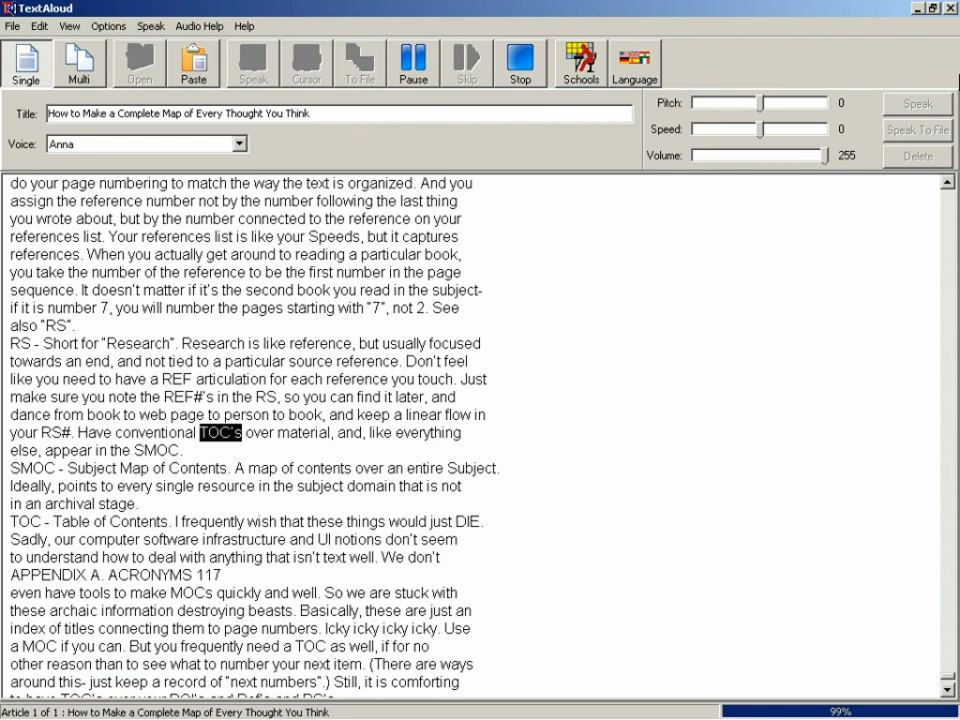 TextAloud
File Edit View Options Speak Audio Help Help
Single Multi Open Paste Speak Cursor To File Pause Skip Stop Schools Language
Title: How to Make a Complete Map of Every Thought You Think
Voice: Anna
Pitch: 0 Speak
Speed: 0 Speak To File
Volume: 255 Delete
do your page numbering to match the way the text is organized. And you
assign the reference number not by the number following the last thing
you wrote about, but by the number connected to the reference on your
references list. Your references list is like your Speeds, but it captures
references. When you actually get around to reading a particular book,
you take the number of the reference to be the first number in the page
sequence. It doesn't matter if it's the second book you read in the subject-
if it is number 7, you will number the pages starting with "7", not 2. See
also "RS".
RS - Short for "Research". Research is like reference, but usually focused
towards an end, and not tied to a particular source reference. Don't feel
like you need to have a REF articulation for each reference you touch. Just
make sure you note the REF#'s in the RS, so you can find it later, and
dance from book to web page to person to book, and keep a linear flow in
your RS#. Have conventional TOC's over material, and, like everything
else, appear in the SMOC.
SMOC - Subject Map of Contents. A map of contents over an entire Subject.
Ideally, points to every single resource in the subject domain that is not
in an archival stage.
TOC - Table of Contents. I frequently wish that these things would just DIE.
Sadly, our computer software infrastructure and UI notions don't seem
to understand how to deal with anything that isn't text well. We don't
APPENDIX A. ACRONYMS 117
even have tools to make MOCs quickly and well. So we are stuck with
these archaic information destroying beasts. Basically, these are just an
index of titles connecting them to page numbers. Icky icky icky icky. Use
a MOC if you can. But you frequently need a TOC as well, if for no
other reason than to see what to number your next item. (There are ways
around this- just keep a record of "next numbers".) Still, it is comforting
Article 1 of 1 : How to Make a Complete Map of Every Thought You Think 99%